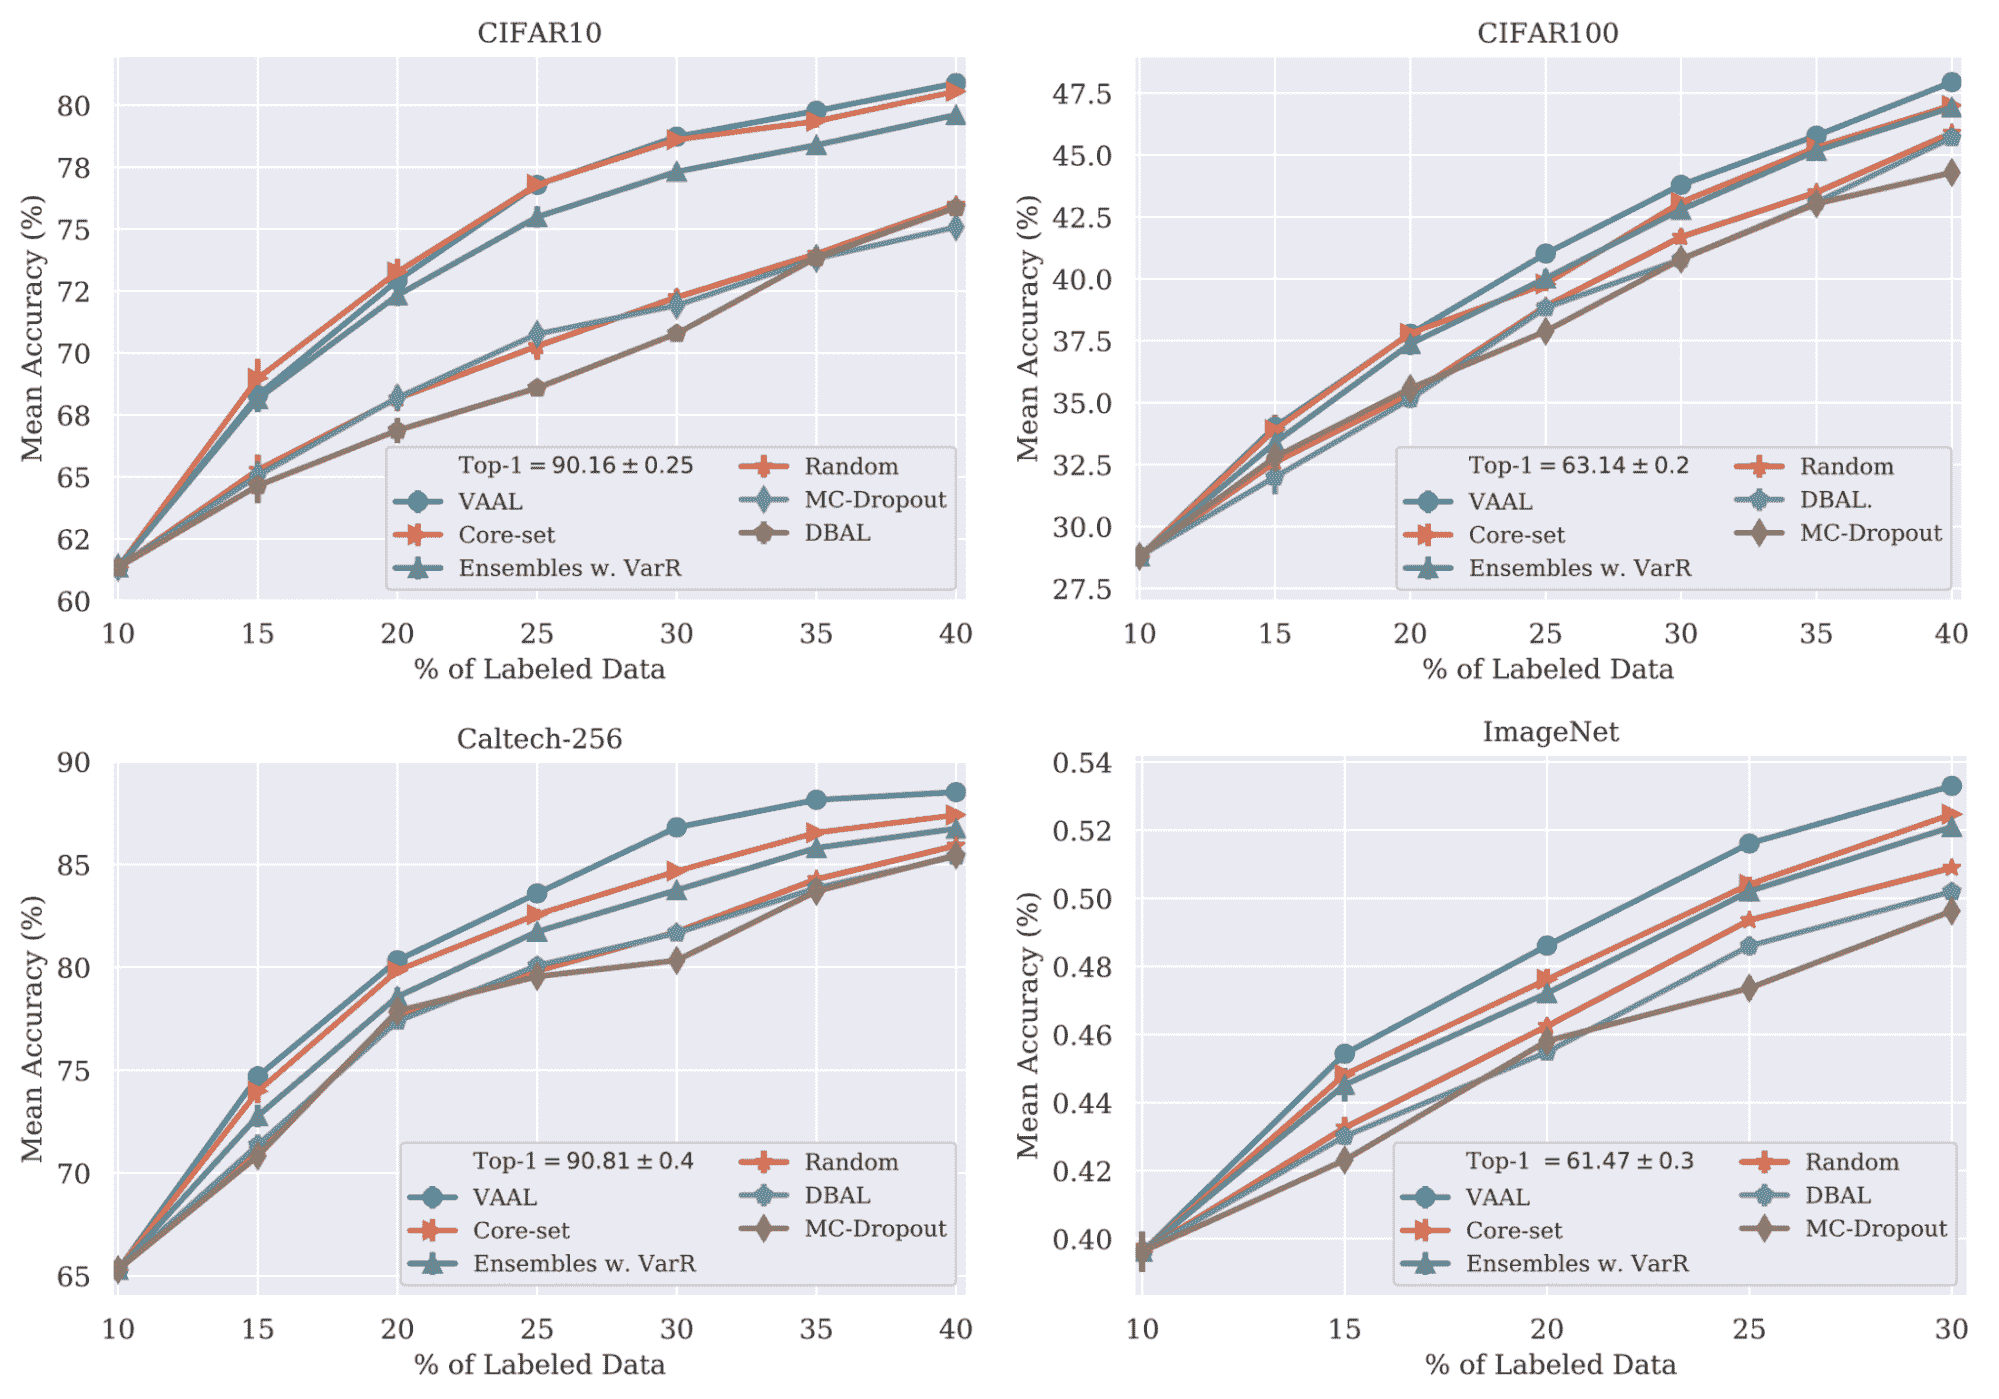 CIFAR10
Mean Accuracy (%)
80
78
75
72
70
68
65
62
60
10 15 20 25 30 35 40
% of Labeled Data
Top-1 = 90.16 ± 0.25
VAAL
Core-set
Ensembles w. VarR
Random
MC-Dropout
DBAL
CIFAR100
Mean Accuracy (%)
47.5
45.0
42.5
40.0
37.5
35.0
32.5
30.0
27.5
10 15 20 25 30 35 40
% of Labeled Data
Top-1 = 63.14 ± 0.2
VAAL
Core-set
Ensembles w. VarR
Random
DBAL.
MC-Dropout
Caltech-256
Mean Accuracy (%)
90
85
80
75
70
65
10 15 20 25 30 35 40
% of Labeled Data
Top-1 = 90.81 ± 0.4
VAAL
Core-set
Ensembles w. VarR
Random
DBAL
MC-Dropout
ImageNet
Mean Accuracy (%)
0.54
0.52
0.50
0.48
0.46
0.44
0.42
0.40
10 15 20 25 30
% of Labeled Data
Top-1 = 61.47 ± 0.3
VAAL
Core-set
Ensembles w. VarR
Random
DBAL
MC-Dropout